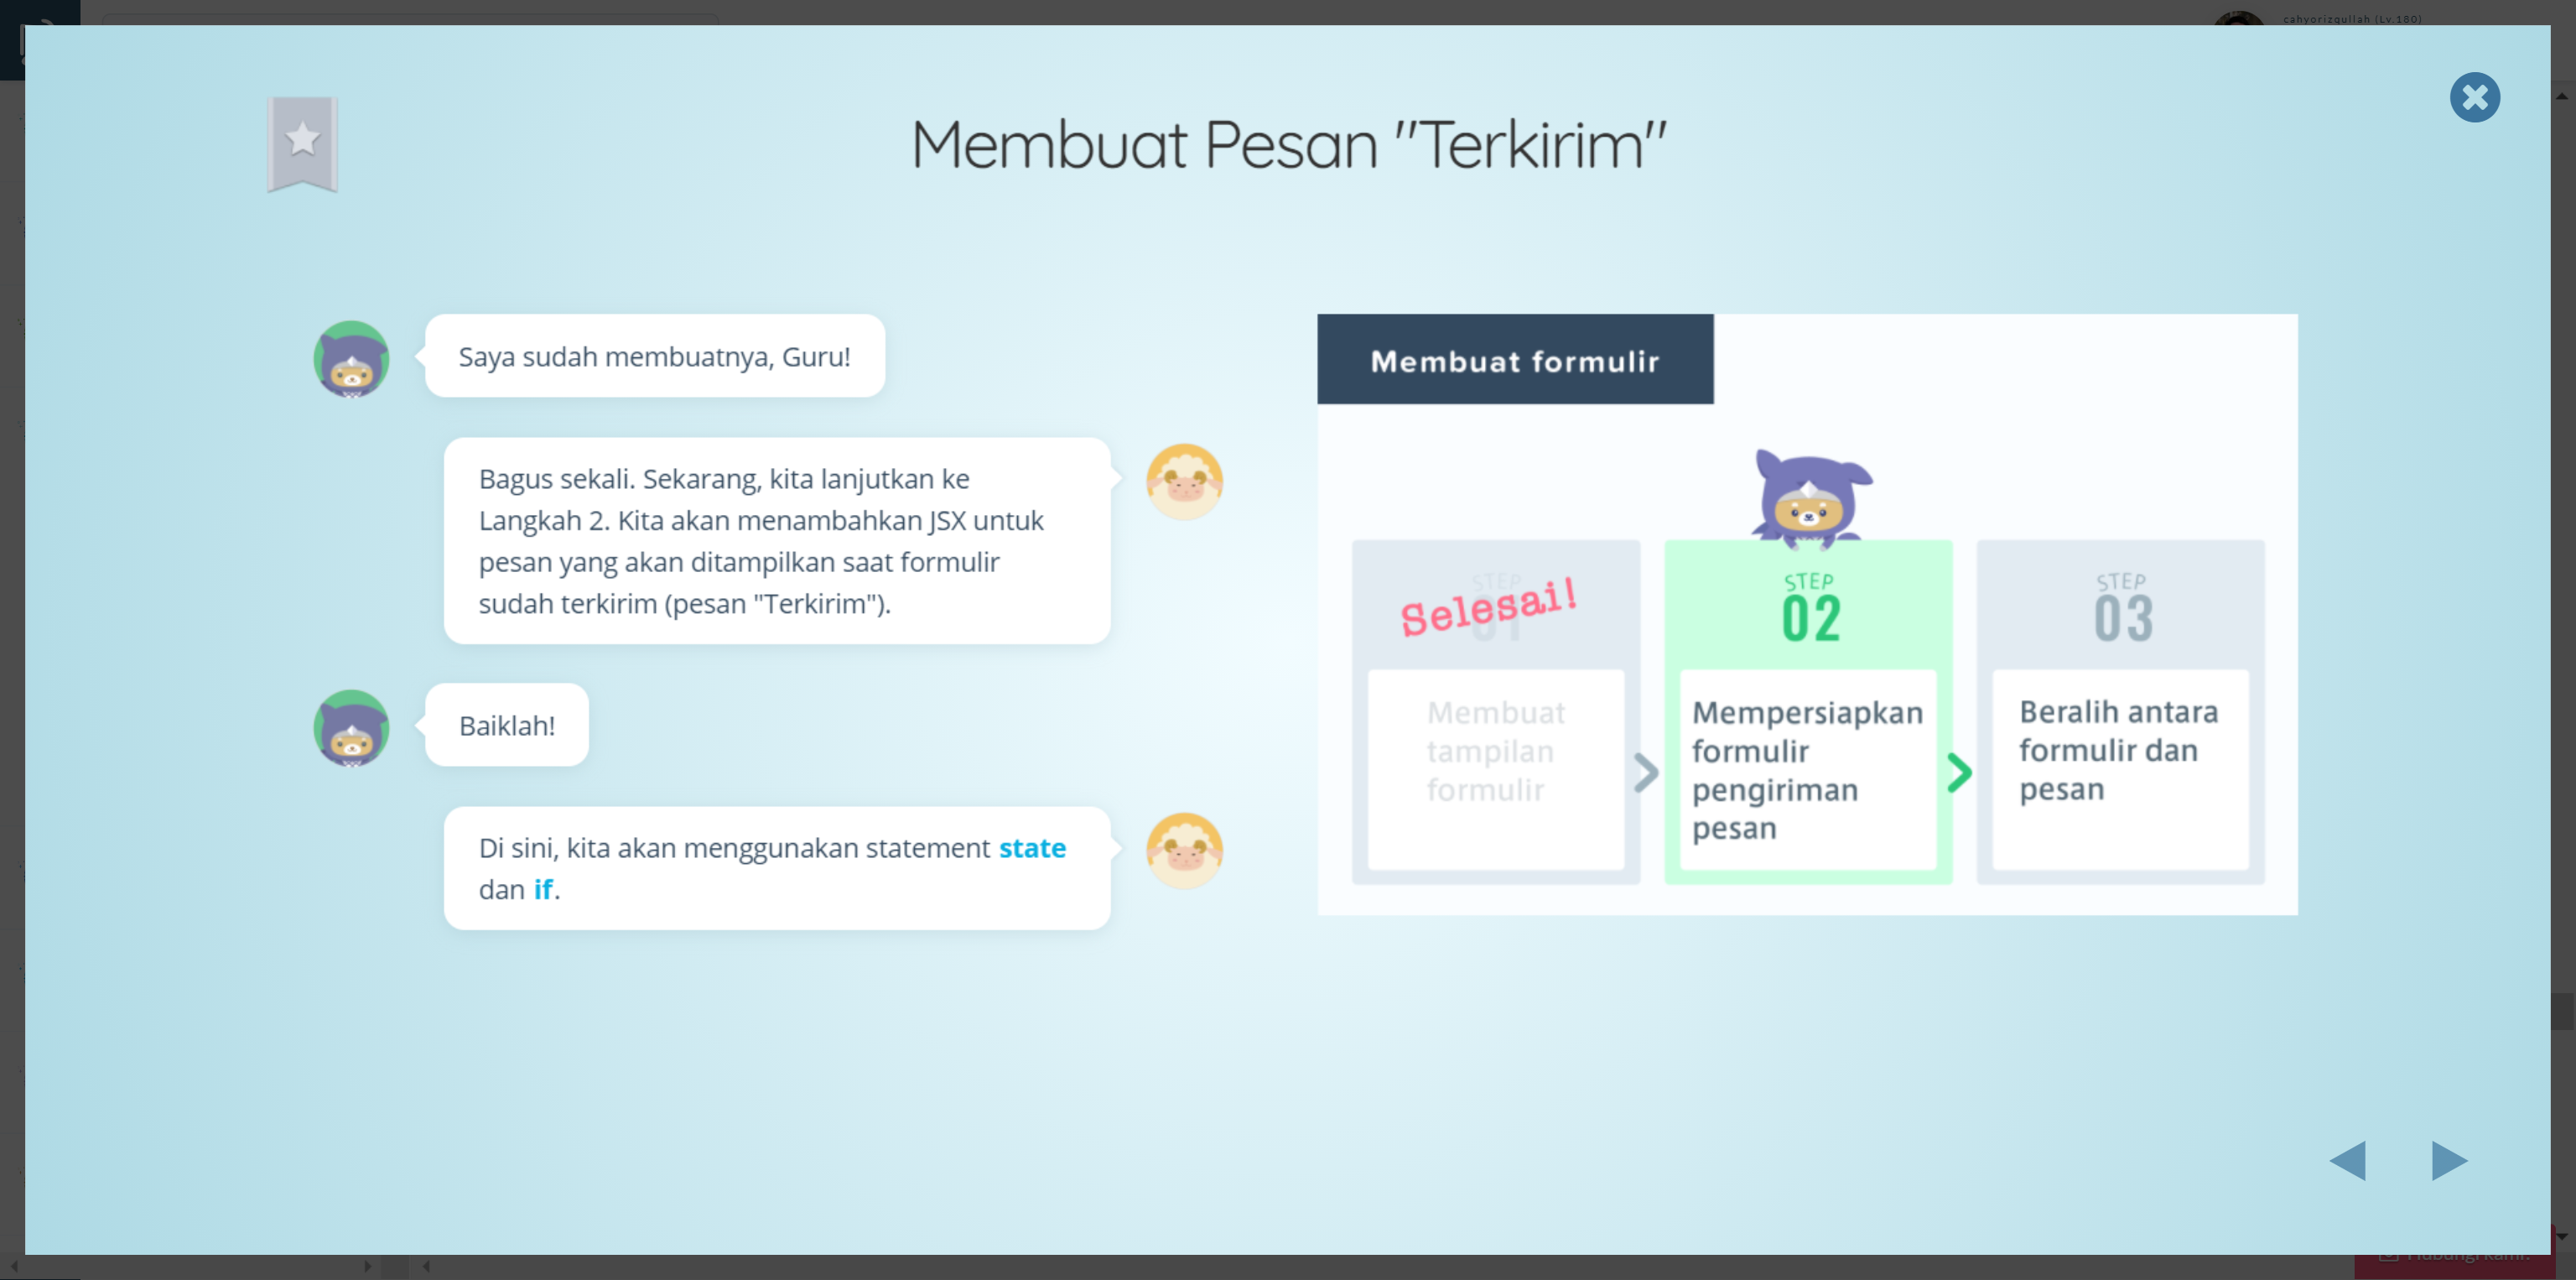 cahyorizqullah (Lv.180)
Membuat Pesan "Terkirim"
Saya sudah membuatnya, Guru!
Bagus sekali. Sekarang, kita lanjutkan ke
Langkah 2. Kita akan menambahkan JSX untuk
pesan yang akan ditampilkan saat formulir
sudah terkirim (pesan "Terkirim").
Baiklah!
Di sini, kita akan menggunakan statement state
dan if.
Membuat formulir
STEP
01
Selesai!
Membuat
tampilan
formulir
STEP
02
Mempersiapkan
formulir
pengiriman
pesan
STEP
03
Beralih antara
formulir dan
pesan
Hubungi kami!